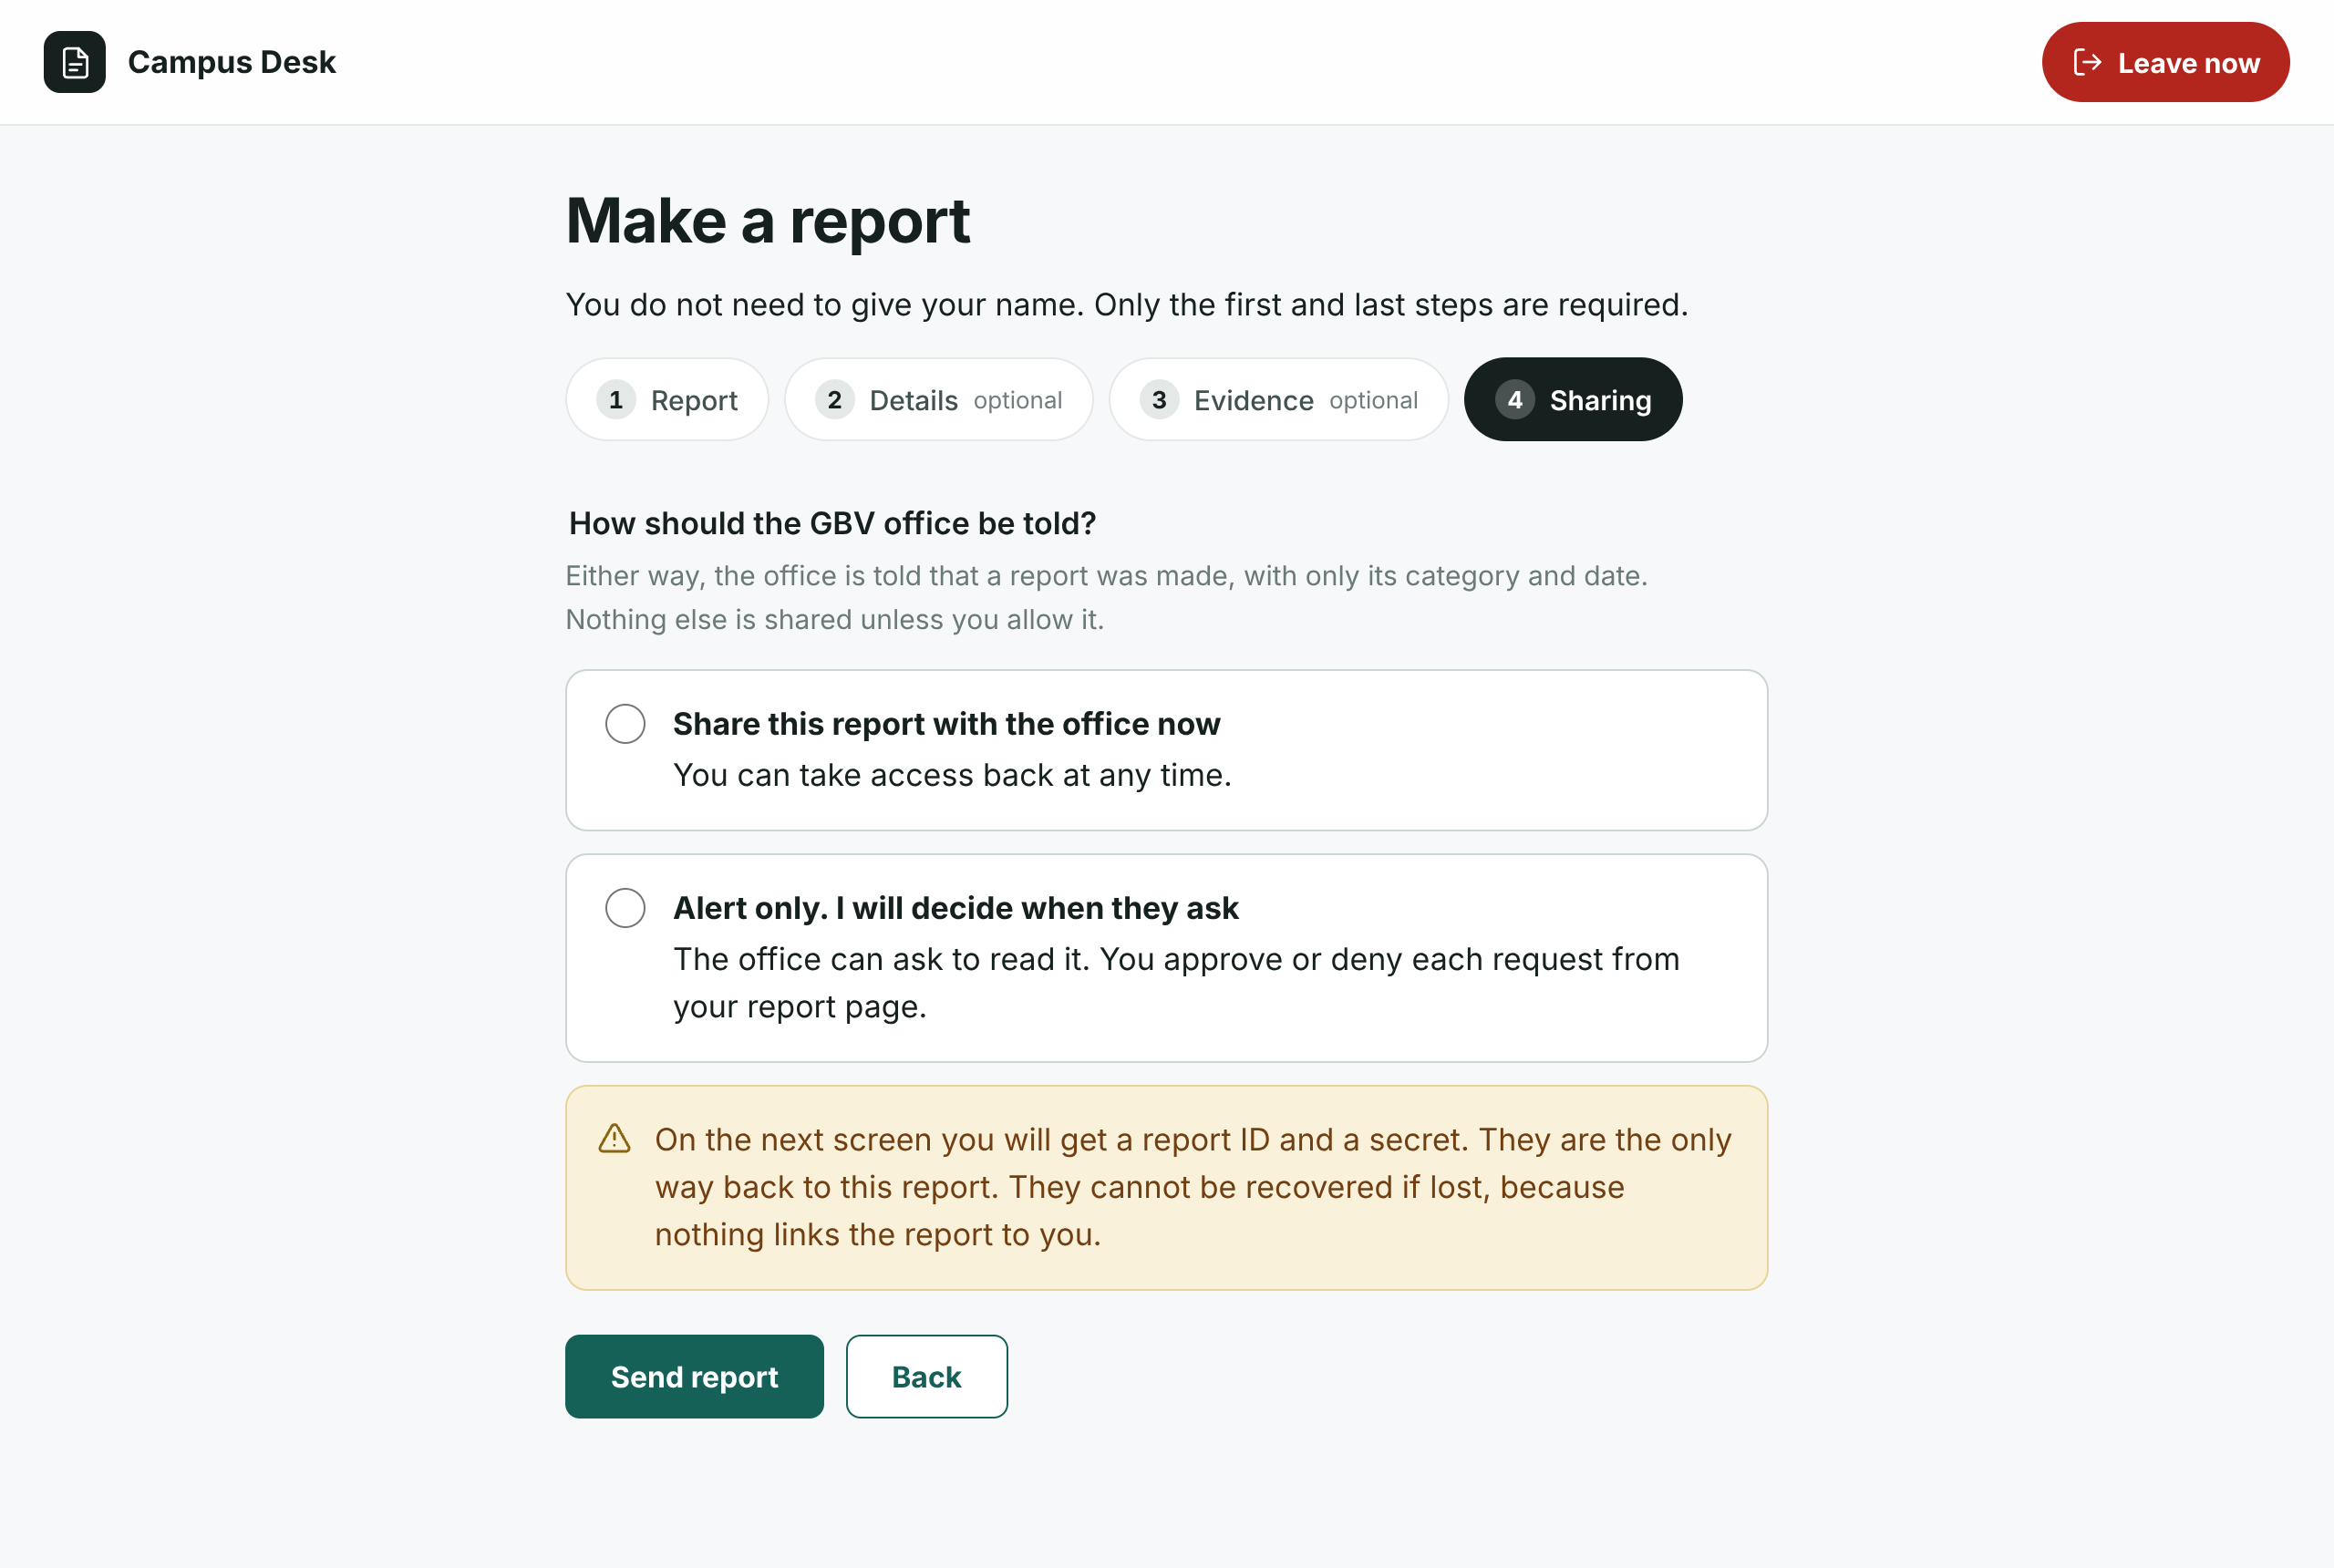 Campus Desk
Leave now
Make a report
You do not need to give your name. Only the first and last steps are required.
1 Report
2 Details optional
3 Evidence optional
4 Sharing
How should the GBV office be told?
Either way, the office is told that a report was made, with only its category and date.
Nothing else is shared unless you allow it.
Share this report with the office now
You can take access back at any time.
Alert only. I will decide when they ask
The office can ask to read it. You approve or deny each request from
your report page.
On the next screen you will get a report ID and a secret. They are the only
way back to this report. They cannot be recovered if lost, because
nothing links the report to you.
Send report
Back